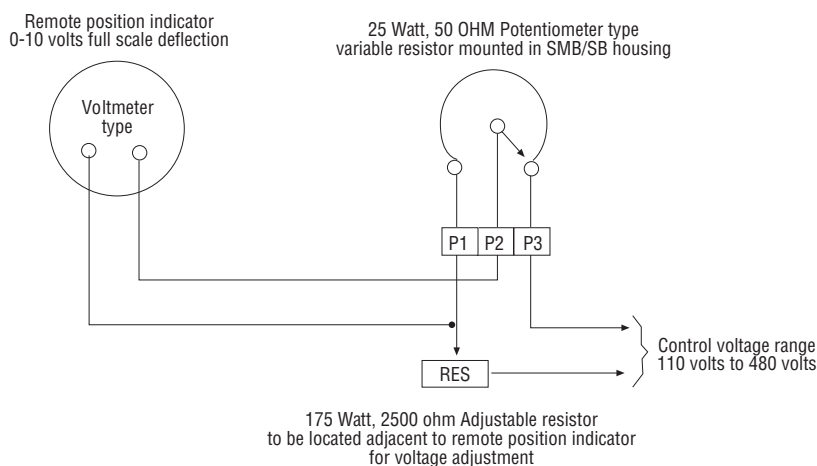 Remote position indicator
0-10 volts full scale deflection
25 Watt, 50 OHM Potentiometer type
variable resistor mounted in SMB/SB housing
Voltmeter
type
P1 P2 P3
Control voltage range
110 volts to 480 volts
RES
175 Watt, 2500 ohm Adjustable resistor
to be located adjacent to remote position indicator
for voltage adjustment